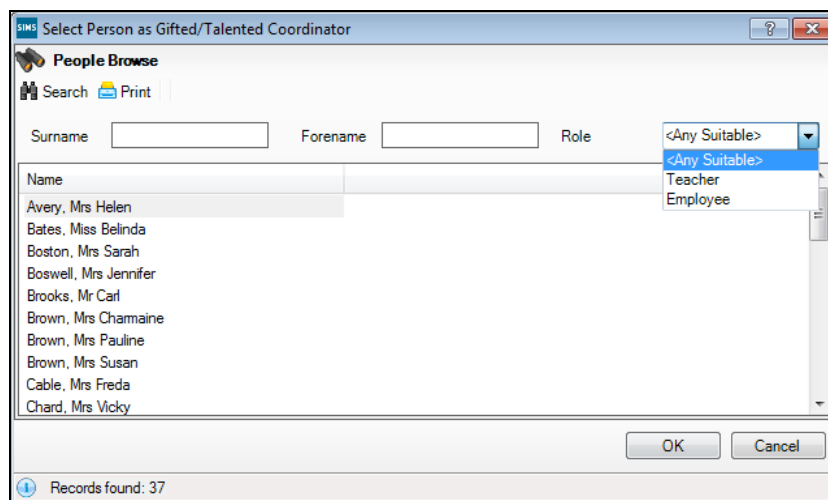 SIMS Select Person as Gifted/Talented Coordinator ?
People Browse
Search Print
Surname Forename Role <Any Suitable>
<Any Suitable>
Teacher
Employee
Name
Avery, Mrs Helen
Bates, Miss Belinda
Boston, Mrs Sarah
Boswell, Mrs Jennifer
Brooks, Mr Carl
Brown, Mrs Charmaine
Brown, Mrs Pauline
Brown, Mrs Susan
Cable, Mrs Freda
Chard, Mrs Vicky
OK Cancel
Records found: 37